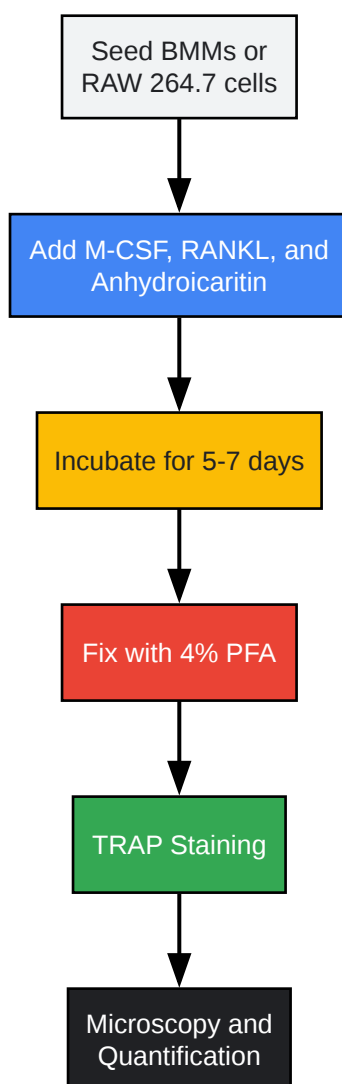 Seed BMMs or
RAW 264.7 cells
Add M-CSF, RANKL, and
Anhydroicaritin
Incubate for 5-7 days
Fix with 4% PFA
TRAP Staining
Microscopy and
Quantification